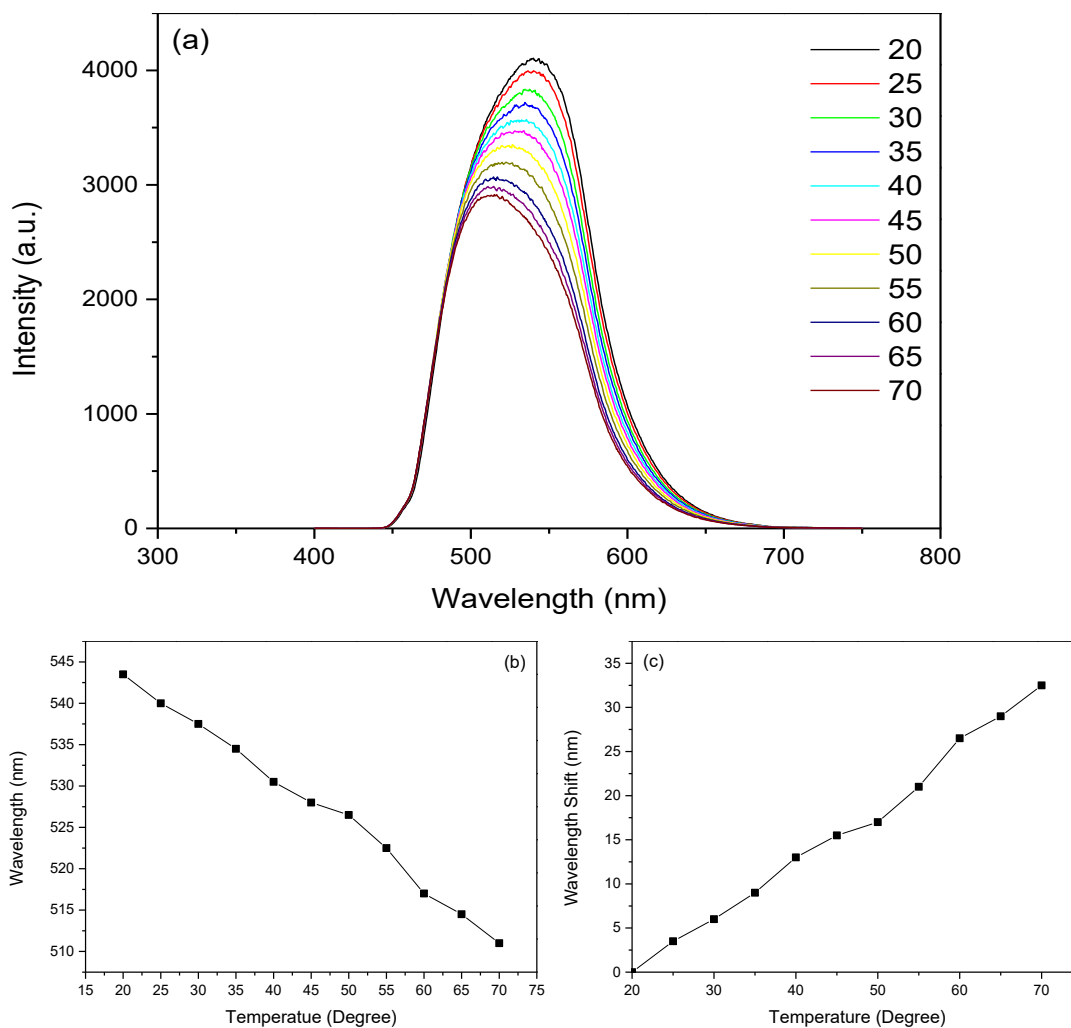 (a)
4000
3000
2000
1000
0
Intensity (a.u.)
20
25
30
35
40
45
50
55
60
65
70
300 400 500 600 700 800
Wavelength (nm)
(b)
545
540
535
530
525
520
515
510
Wavelength (nm)
15 20 25 30 35 40 45 50 55 60 65 70 75
Temperatue (Degree)
(c)
35
30
25
20
15
10
5
0
Wavelength Shift (nm)
20 30 40 50 60 70
Temperature (Degree)